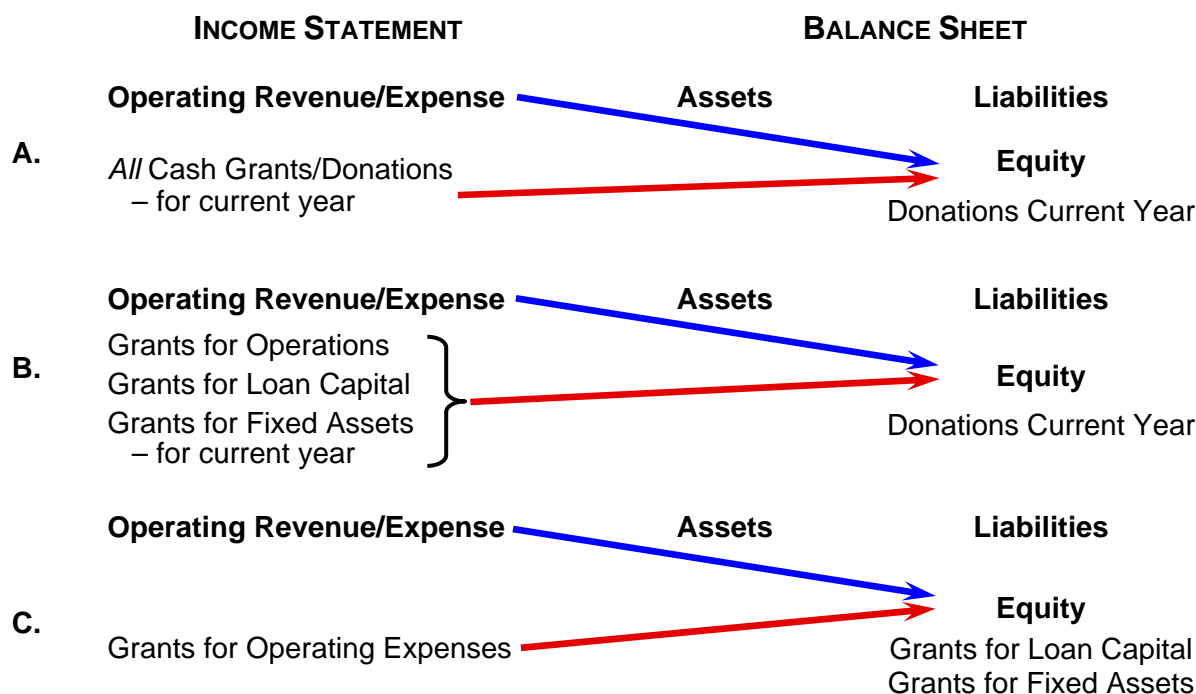 INCOME STATEMENT BALANCE SHEET
Operating Revenue/Expense Assets Liabilities
A.
All Cash Grants/Donations
– for current year
Equity
Donations Current Year
Operating Revenue/Expense Assets Liabilities
B.
Grants for Operations
Grants for Loan Capital
Grants for Fixed Assets
– for current year
Equity
Donations Current Year
Operating Revenue/Expense Assets Liabilities
C.
Grants for Operating Expenses
Equity
Grants for Loan Capital
Grants for Fixed Assets